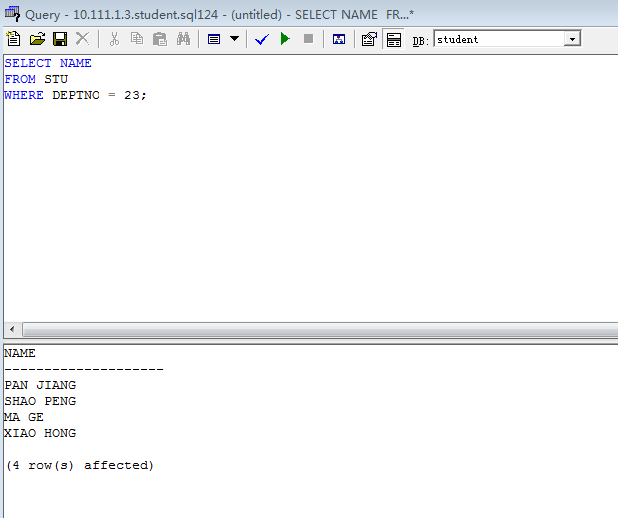 Query - 10.111.1.3.student.sql124 - (untitled) - SELECT NAME  FR...*
DB: student
SELECT NAME
FROM STU
WHERE DEPTNO = 23;
NAME
--------------------
PAN JIANG
SHAO PENG
MA GE
XIAO HONG
(4 row(s) affected)